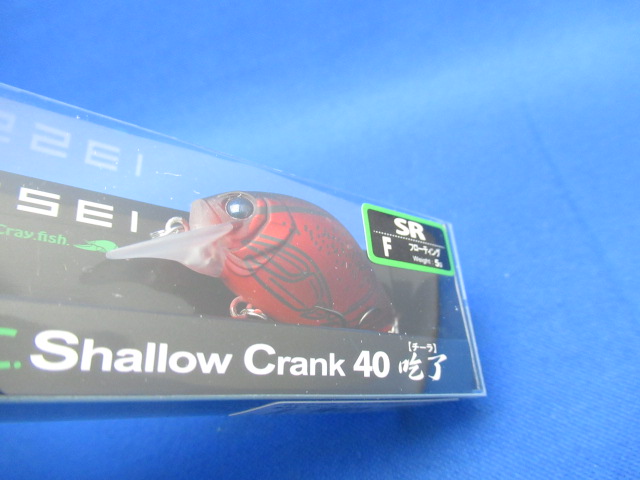 SEI
Cray fish.
SR
F フローティング
Weight: 5g
C. Shallow Crank 40 吃了
【チーラ】